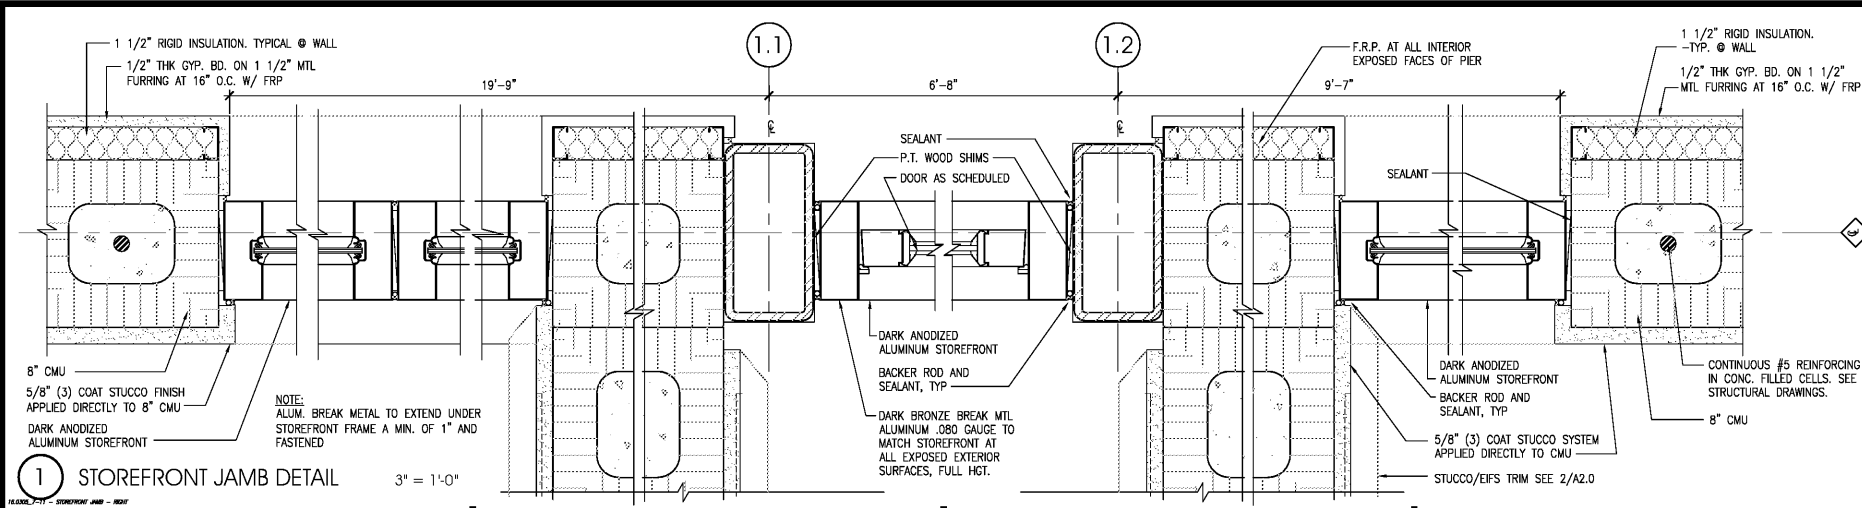 1 1/2" RIGID INSULATION. TYPICAL @ WALL
1/2" THK GYP. BD. ON 1 1/2" MTL
FURRING AT 16" O.C. W/ FRP
1.1
1.2
F.R.P. AT ALL INTERIOR
EXPOSED FACES OF PIER
1 1/2" RIGID INSULATION.
-TYP. @ WALL
1/2" THK GYP. BD. ON 1 1/2"
MTL FURRING AT 16" O.C. W/ FRP
19'-9"
6'-8"
9'-7"
℄
℄
SEALANT
P.T. WOOD SHIMS
DOOR AS SCHEDULED
SEALANT
8" CMU
5/8" (3) COAT STUCCO FINISH
APPLIED DIRECTLY TO 8" CMU
DARK ANODIZED
ALUMINUM STOREFRONT
NOTE:
ALUM. BREAK METAL TO EXTEND UNDER
STOREFRONT FRAME A MIN. OF 1" AND
FASTENED
DARK ANODIZED
ALUMINUM STOREFRONT
BACKER ROD AND
SEALANT, TYP
DARK BRONZE BREAK MTL
ALUMINUM .080 GAUGE TO
MATCH STOREFRONT AT
ALL EXPOSED EXTERIOR
SURFACES, FULL HGT.
DARK ANODIZED
ALUMINUM STOREFRONT
BACKER ROD AND
SEALANT, TYP
5/8" (3) COAT STUCCO SYSTEM
APPLIED DIRECTLY TO CMU
STUCCO/EIFS TRIM SEE 2/A2.0
CONTINUOUS #5 REINFORCING
IN CONC. FILLED CELLS. SEE
STRUCTURAL DRAWINGS.
8" CMU
1
STOREFRONT JAMB DETAIL
3" = 1'-0"